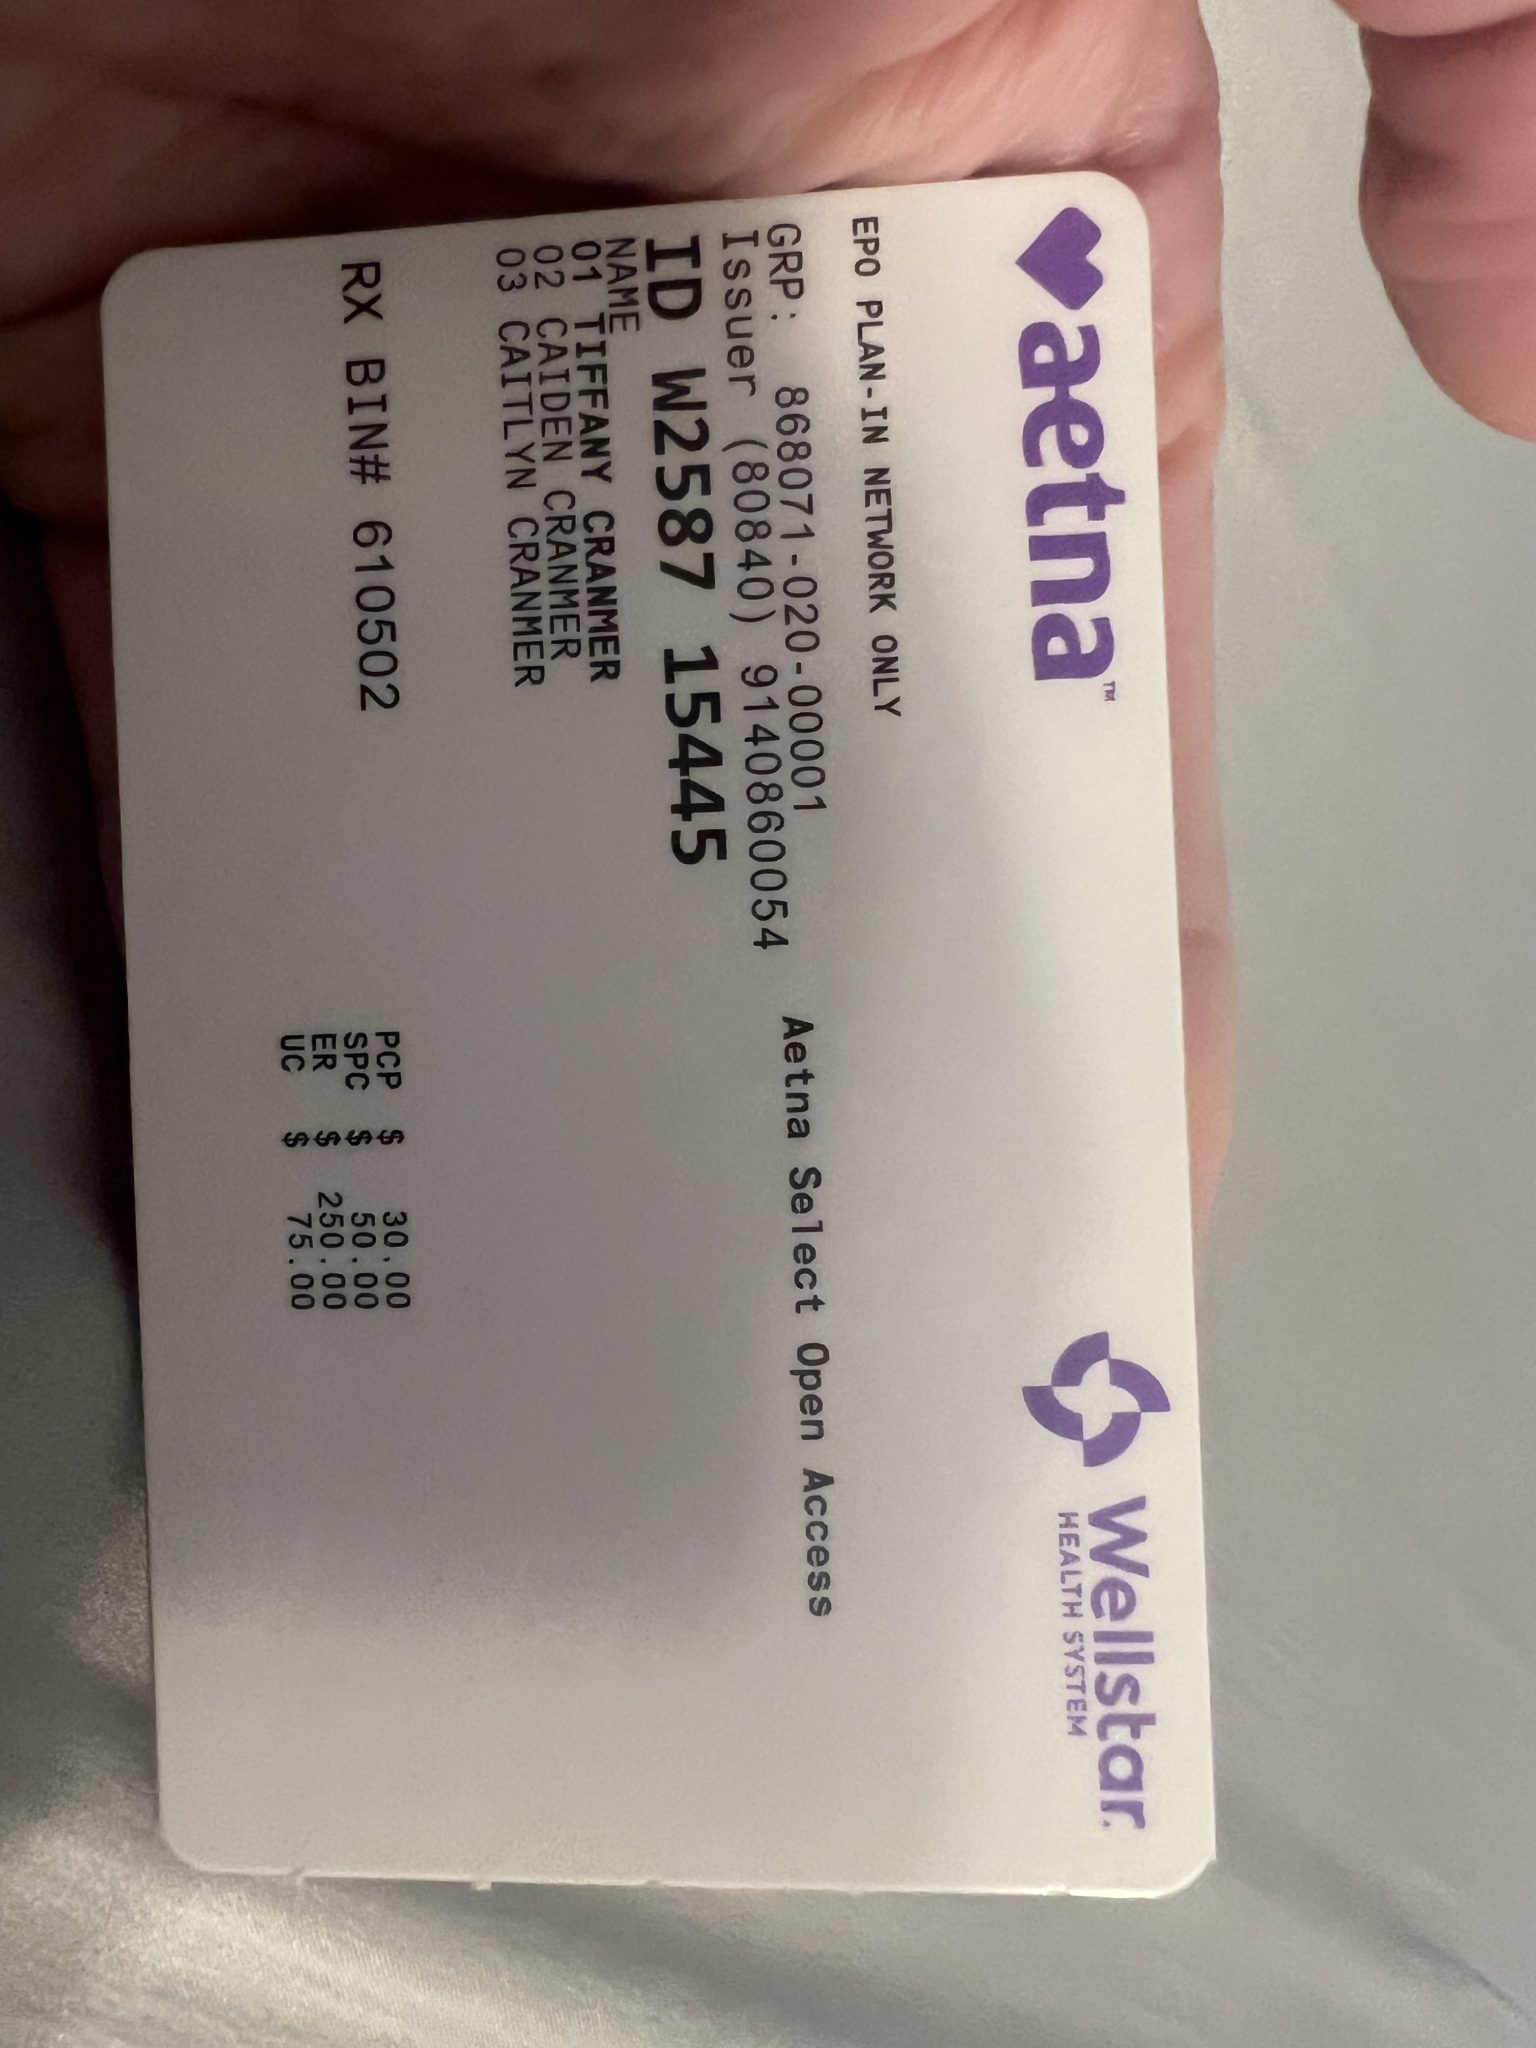 aetna™
Wellstar
HEALTH SYSTEM
EPO PLAN-IN NETWORK ONLY
GRP: 868071-020-00001 Aetna Select Open Access
Issuer (80840) 9140860054
ID W2587 15445
NAME
01 TIFFANY CRANMER
02 CAIDEN CRANMER
03 CAITLYN CRANMER
RX BIN# 610502
PCP $ 30.00
SPC $ 50.00
ER $ 250.00
UC $ 75.00